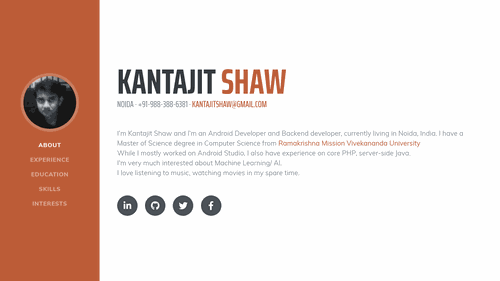 ABOUT
EXPERIENCE
EDUCATION
SKILLS
INTERESTS
KANTAJIT SHAW
NOIDA · +91-988-388-6381 · KANTAJITSHAW@GMAIL.COM
I'm Kantajit Shaw and I'm an Android Developer and Backend developer, currently living in Noida, India. I have a
Master of Science degree in Computer Science from Ramakrishna Mission Vivekananda University
While I mostly worked on Android Studio, I also have experience on core PHP, server-side Java.
I'm very much interested about Machine Learning/ AI.
I love listening to music, watching movies in my spare time.